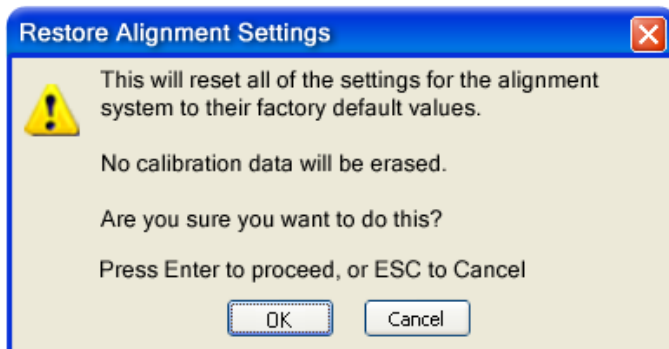 Restore Alignment Settings
This will reset all of the settings for the alignment
system to their factory default values.
No calibration data will be erased.
Are you sure you want to do this?
Press Enter to proceed, or ESC to Cancel
OK
Cancel